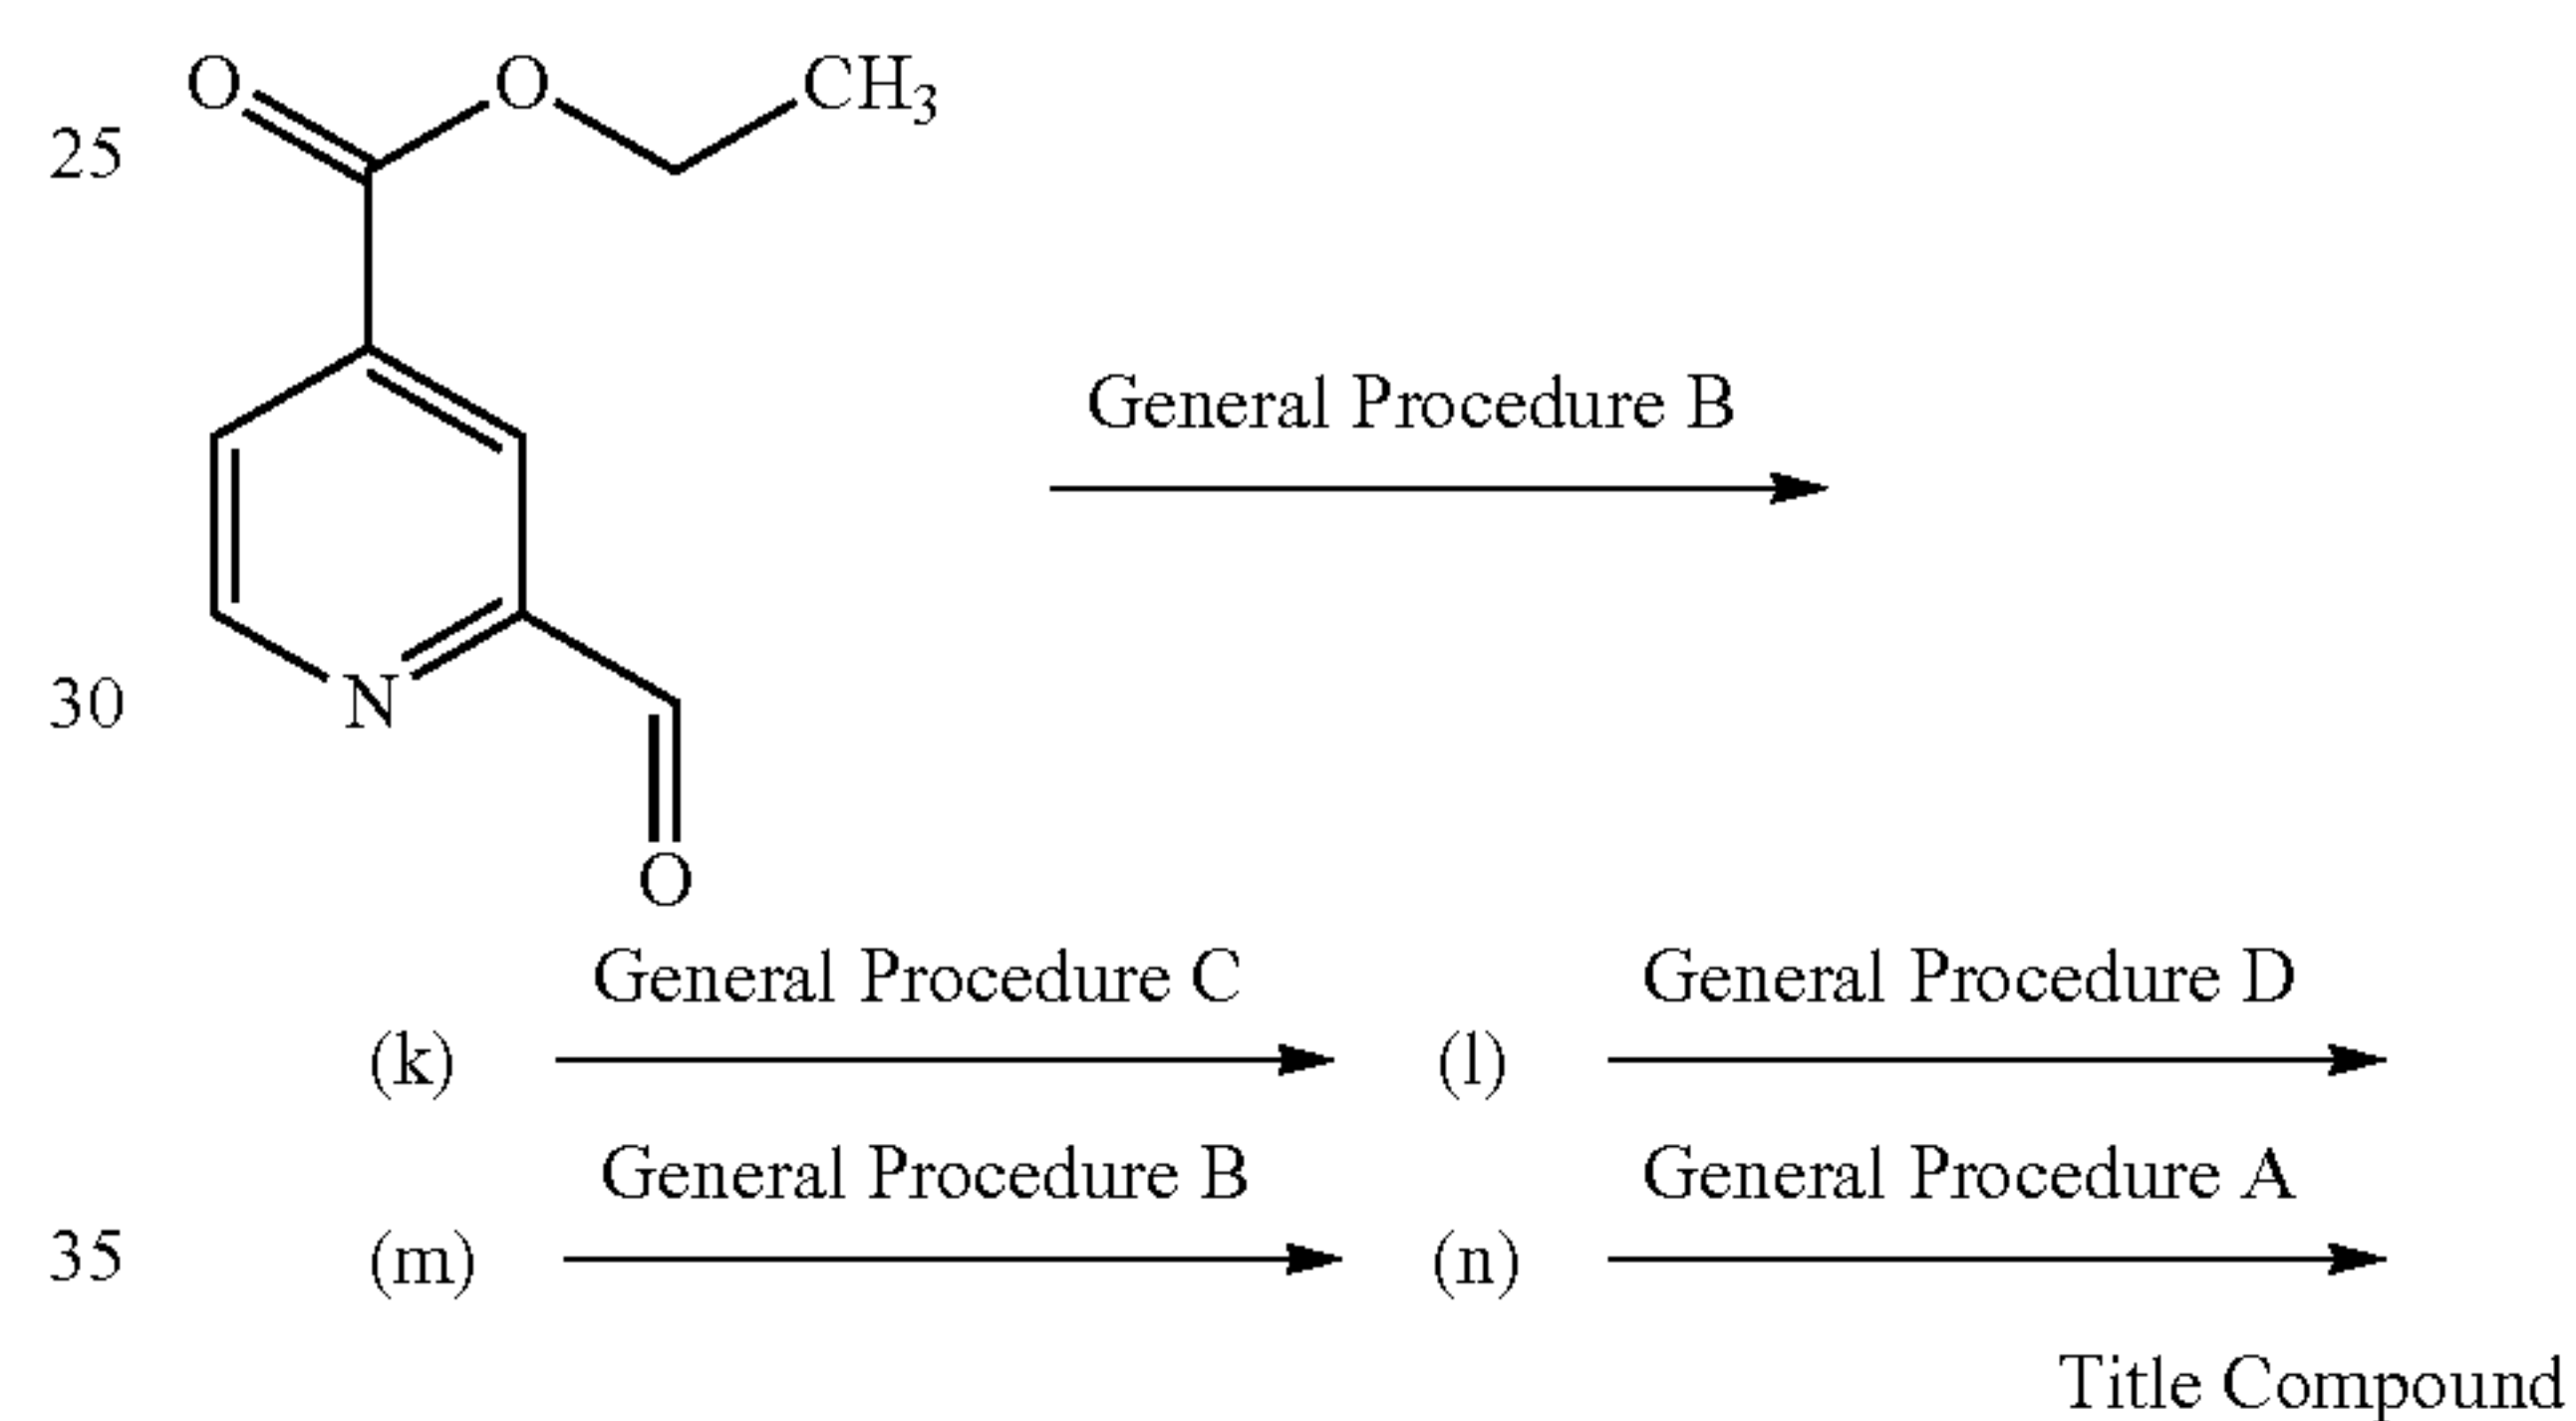 O O CH3
25
General Procedure B
30 N
O
General Procedure C General Procedure D
(k) (l)
General Procedure B General Procedure A
35 (m) (n)
Title Compound